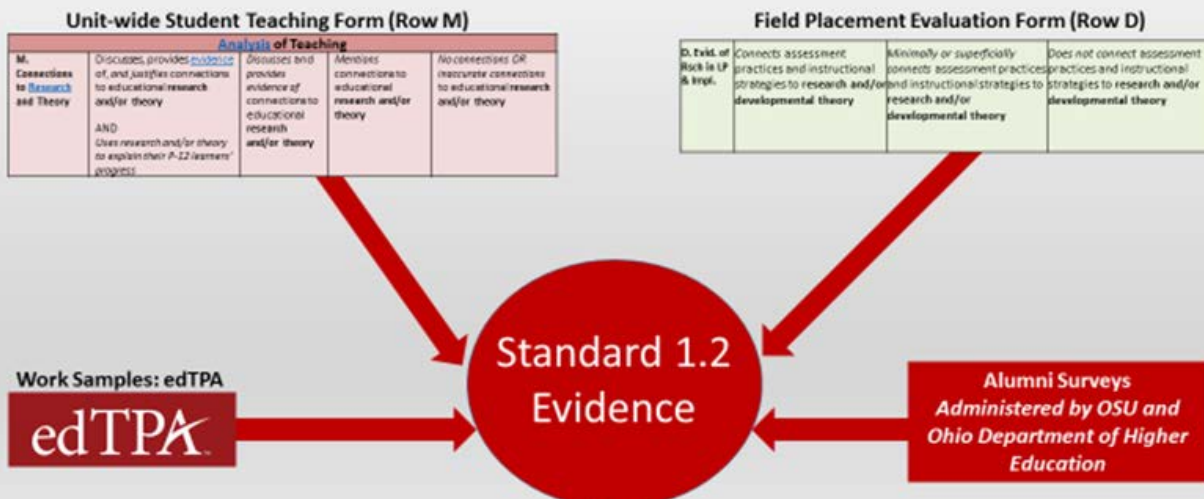 Unit-wide Student Teaching Form (Row M)
Analysis of Teaching
M.
Connections
to Research
and Theory
Discusses, provides evidence
of, and justifies connections
to educational research
and/or theory
AND
Uses research and/or theory
to explain their P-12 learners'
progress
Discusses and
provides
evidence of
connections to
educational
research
and/or theory
Mentions
connections to
educational
research and/or
theory
No connections OR
inaccurate connections
to educational research
and/or theory
Field Placement Evaluation Form (Row D)
D. Evid. of
Rsch in LP
& Impl.
Connects assessment
practices and instructional
strategies to research and/or
developmental theory
Minimally or superficially
connects assessment practices
and instructional strategies to
research and/or
developmental theory
Does not connect assessment
practices and instructional
strategies to research and/or
developmental theory
Standard 1.2
Evidence
Work Samples: edTPA
edTPA
Alumni Surveys
Administered by OSU and
Ohio Department of Higher
Education